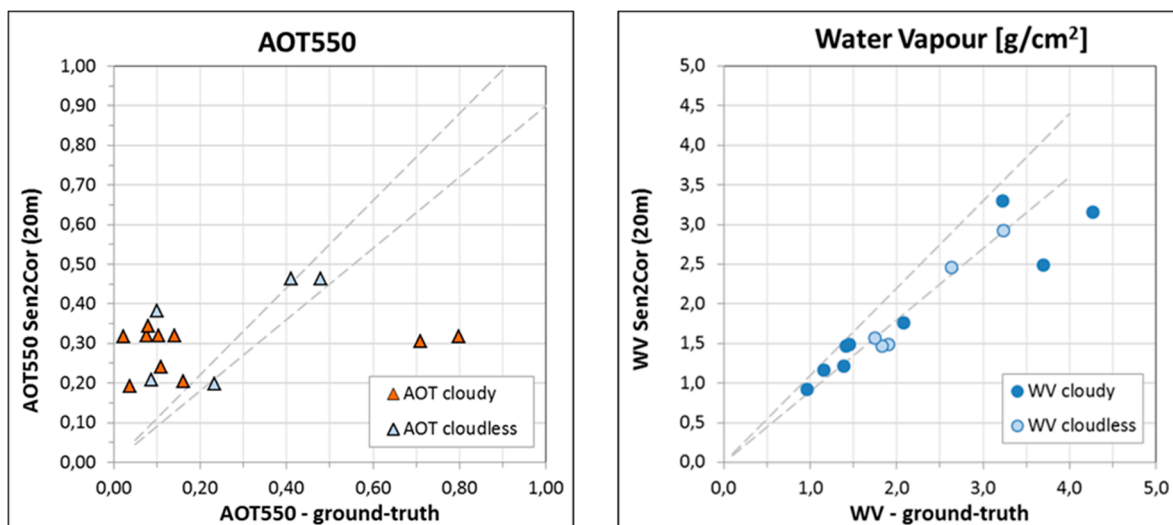 AOT550
1,00
0,90
0,80
0,70
0,60
0,50
0,40
0,30
0,20
0,10
0,00
AOT550 Sen2Cor (20m)
AOT cloudy
AOT cloudless
0,00 0,20 0,40 0,60 0,80 1,00
AOT550 - ground-truth
Water Vapour [g/cm²]
5,0
4,5
4,0
3,5
3,0
2,5
2,0
1,5
1,0
0,5
0,0
WV Sen2Cor (20m)
WV cloudy
WV cloudless
0,0 1,0 2,0 3,0 4,0 5,0
WV - ground-truth